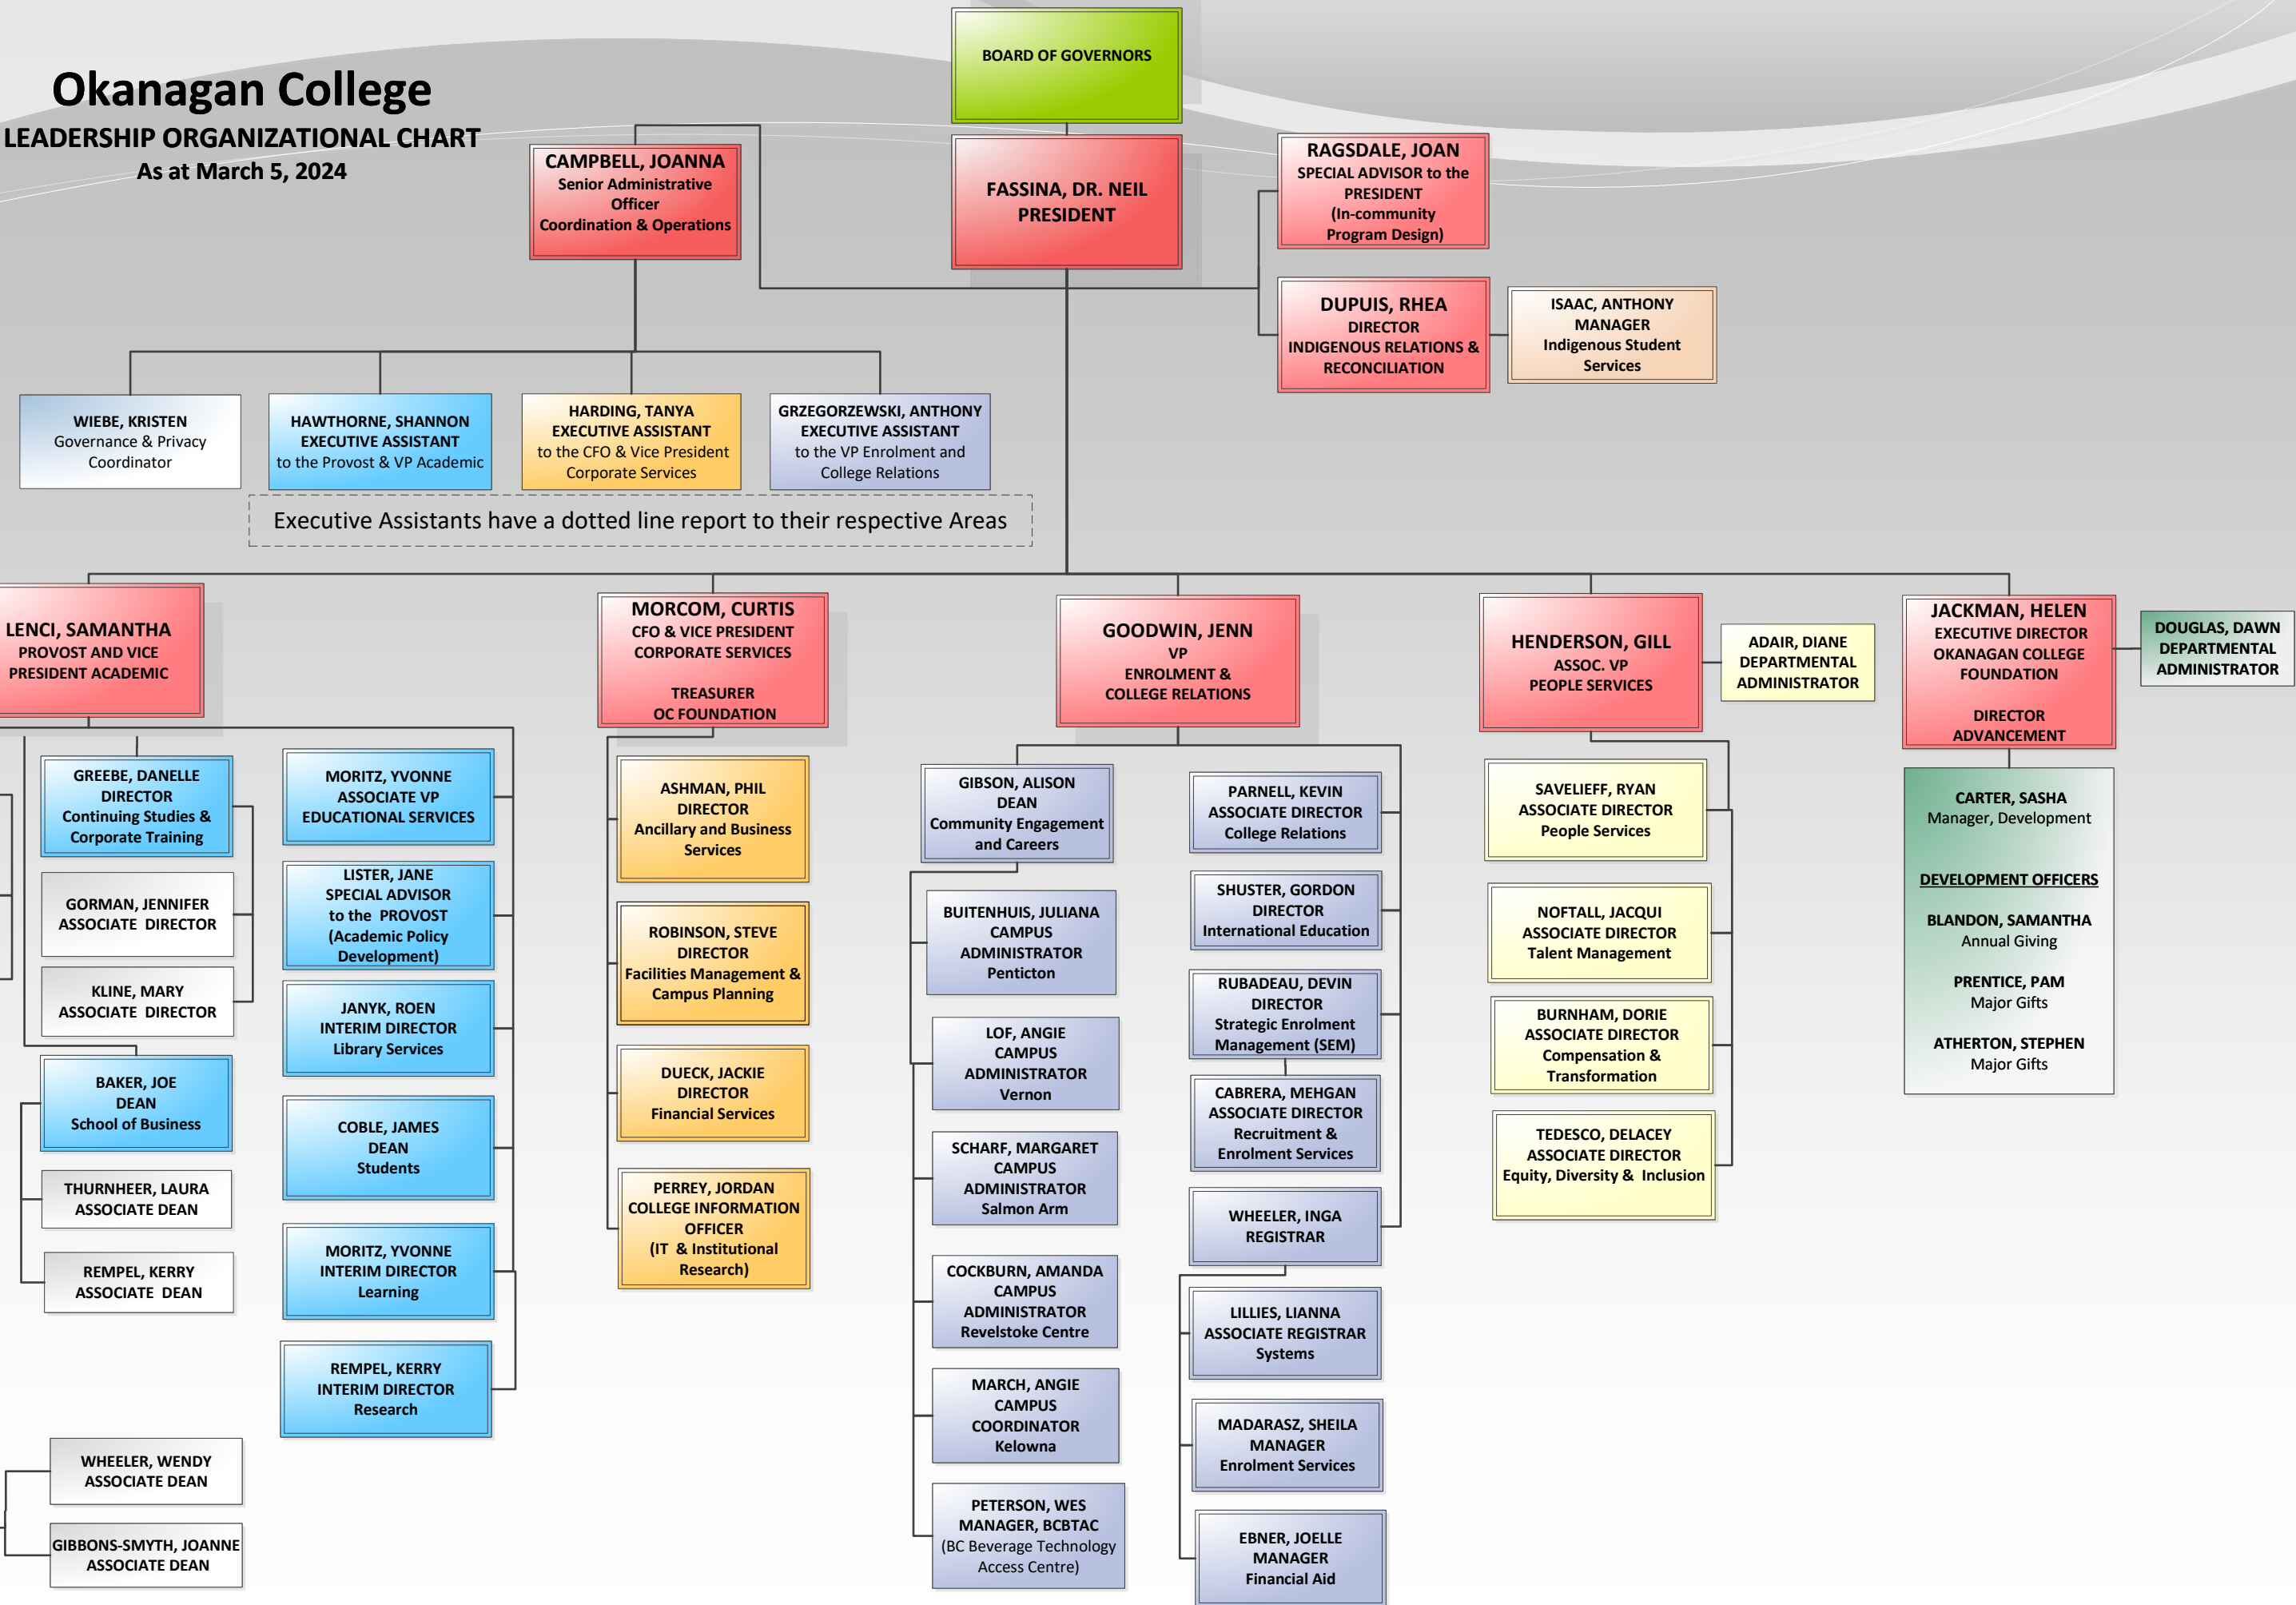 Okanagan College
LEADERSHIP ORGANIZATIONAL CHART
As at March 5, 2024
BOARD OF GOVERNORS
FASSINA, DR. NEIL
PRESIDENT
CAMPBELL, JOANNA
Senior Administrative
Officer
Coordination & Operations
RAGSDALE, JOAN
SPECIAL ADVISOR to the
PRESIDENT
(In-community
Program Design)
DUPUIS, RHEA
DIRECTOR
INDIGENOUS RELATIONS &
RECONCILIATION
ISAAC, ANTHONY
MANAGER
Indigenous Student
Services
WIEBE, KRISTEN
Governance & Privacy
Coordinator
HAWTHORNE, SHANNON
EXECUTIVE ASSISTANT
to the Provost & VP Academic
HARDING, TANYA
EXECUTIVE ASSISTANT
to the CFO & Vice President
Corporate Services
GRZEGORZEWSKI, ANTHONY
EXECUTIVE ASSISTANT
to the VP Enrolment and
College Relations
Executive Assistants have a dotted line report to their respective Areas
LENCI, SAMANTHA
PROVOST AND VICE
PRESIDENT ACADEMIC
MORCOM, CURTIS
CFO & VICE PRESIDENT
CORPORATE SERVICES
TREASURER
OC FOUNDATION
GOODWIN, JENN
VP
ENROLMENT &
COLLEGE RELATIONS
HENDERSON, GILL
ASSOC. VP
PEOPLE SERVICES
ADAIR, DIANE
DEPARTMENTAL
ADMINISTRATOR
JACKMAN, HELEN
EXECUTIVE DIRECTOR
OKANAGAN COLLEGE
FOUNDATION
DIRECTOR
ADVANCEMENT
DOUGLAS, DAWN
DEPARTMENTAL
ADMINISTRATOR
GREEBE, DANELLE
DIRECTOR
Continuing Studies &
Corporate Training
GORMAN, JENNIFER
ASSOCIATE DIRECTOR
KLINE, MARY
ASSOCIATE DIRECTOR
BAKER, JOE
DEAN
School of Business
THURNHEER, LAURA
ASSOCIATE DEAN
REMPEL, KERRY
ASSOCIATE DEAN
WHEELER, WENDY
ASSOCIATE DEAN
GIBBONS-SMYTH, JOANNE
ASSOCIATE DEAN
MORITZ, YVONNE
ASSOCIATE VP
EDUCATIONAL SERVICES
LISTER, JANE
SPECIAL ADVISOR
to the PROVOST
(Academic Policy
Development)
JANYK, ROEN
INTERIM DIRECTOR
Library Services
COBLE, JAMES
DEAN
Students
MORITZ, YVONNE
INTERIM DIRECTOR
Learning
REMPEL, KERRY
INTERIM DIRECTOR
Research
ASHMAN, PHIL
DIRECTOR
Ancillary and Business
Services
ROBINSON, STEVE
DIRECTOR
Facilities Management &
Campus Planning
DUECK, JACKIE
DIRECTOR
Financial Services
PERREY, JORDAN
COLLEGE INFORMATION
OFFICER
(IT & Institutional
Research)
GIBSON, ALISON
DEAN
Community Engagement
and Careers
BUITENHUIS, JULIANA
CAMPUS
ADMINISTRATOR
Penticton
LOF, ANGIE
CAMPUS
ADMINISTRATOR
Vernon
SCHARF, MARGARET
CAMPUS
ADMINISTRATOR
Salmon Arm
COCKBURN, AMANDA
CAMPUS
ADMINISTRATOR
Revelstoke Centre
MARCH, ANGIE
CAMPUS
COORDINATOR
Kelowna
PETERSON, WES
MANAGER, BCBTAC
(BC Beverage Technology
Access Centre)
PARNELL, KEVIN
ASSOCIATE DIRECTOR
College Relations
SHUSTER, GORDON
DIRECTOR
International Education
RUBADEAU, DEVIN
DIRECTOR
Strategic Enrolment
Management (SEM)
CABRERA, MEHGAN
ASSOCIATE DIRECTOR
Recruitment &
Enrolment Services
WHEELER, INGA
REGISTRAR
LILLIES, LIANNA
ASSOCIATE REGISTRAR
Systems
MADARASZ, SHEILA
MANAGER
Enrolment Services
EBNER, JOELLE
MANAGER
Financial Aid
SAVELIEFF, RYAN
ASSOCIATE DIRECTOR
People Services
NOFTALL, JACQUI
ASSOCIATE DIRECTOR
Talent Management
BURNHAM, DORIE
ASSOCIATE DIRECTOR
Compensation &
Transformation
TEDESCO, DELACEY
ASSOCIATE DIRECTOR
Equity, Diversity & Inclusion
CARTER, SASHA
Manager, Development
DEVELOPMENT OFFICERS
BLANDON, SAMANTHA
Annual Giving
PRENTICE, PAM
Major Gifts
ATHERTON, STEPHEN
Major Gifts